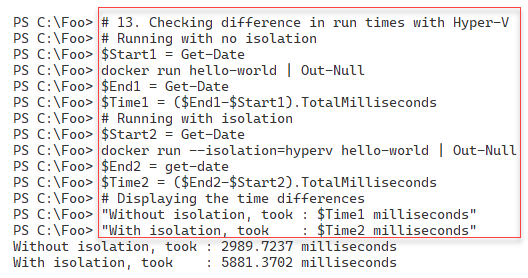 PS C:\Foo> # 13. Checking difference in run times with Hyper-V
PS C:\Foo> # Running with no isolation
PS C:\Foo> $Start1 = Get-Date
PS C:\Foo> docker run hello-world | Out-Null
PS C:\Foo> $End1 = Get-Date
PS C:\Foo> $Time1 = ($End1-$Start1).TotalMilliseconds
PS C:\Foo> # Running with isolation
PS C:\Foo> $Start2 = Get-Date
PS C:\Foo> docker run --isolation=hyperv hello-world | Out-Null
PS C:\Foo> $End2 = get-date
PS C:\Foo> $Time2 = ($End2-$Start2).TotalMilliseconds
PS C:\Foo> # Displaying the time differences
PS C:\Foo> "Without isolation, took : $Time1 milliseconds"
PS C:\Foo> "With isolation, took    : $Time2 milliseconds"
Without isolation, took : 2989.7237 milliseconds
With isolation, took    : 5881.3702 milliseconds